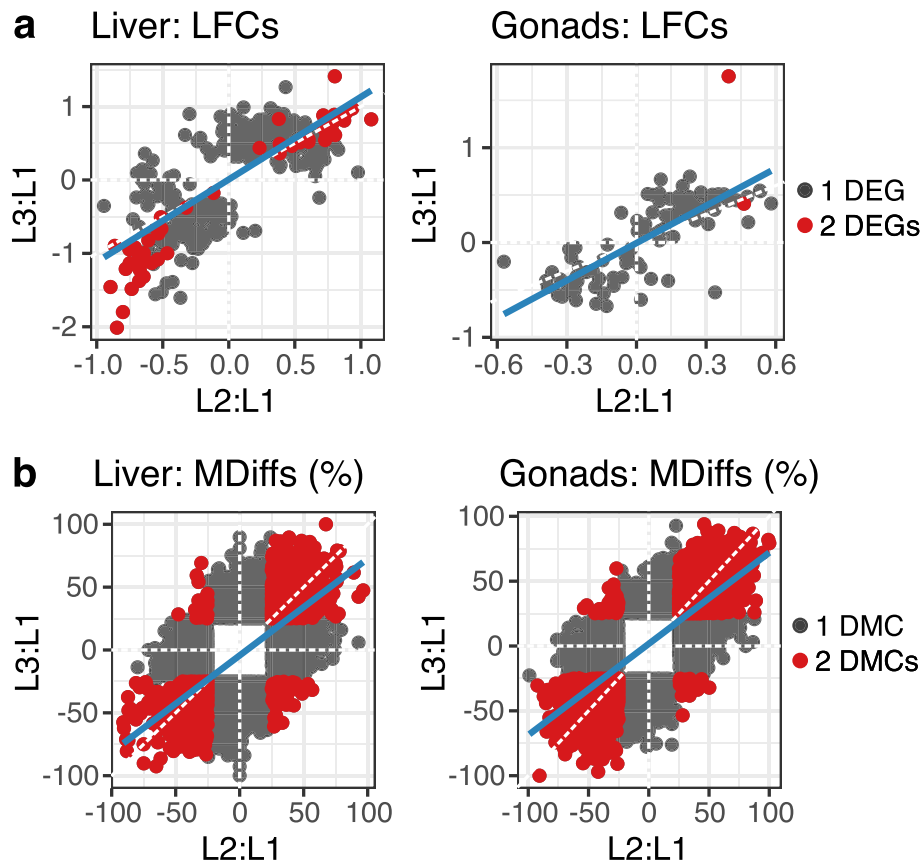 a
Liver: LFCs
Gonads: LFCs
L3:L1
1
0
-1
-2
-1.0 -0.5 0.0 0.5 1.0
L2:L1
L3:L1
1
0
-1
-0.6 -0.3 0.0 0.3 0.6
L2:L1
1 DEG
2 DEGs
b
Liver: MDiffs (%)
Gonads: MDiffs (%)
L3:L1
100
50
0
-50
-100
-100 -50 0 50 100
L2:L1
L3:L1
100
50
0
-50
-100
-100 -50 0 50 100
L2:L1
1 DMC
2 DMCs